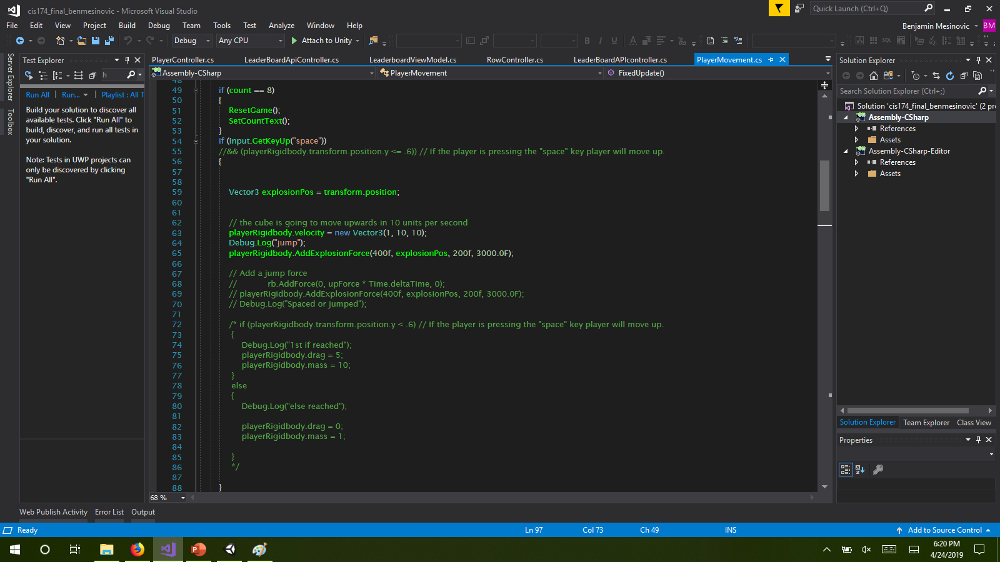 cis174_final_benmesinovic - Microsoft Visual Studio
Quick Launch (Ctrl+Q)
File Edit View Project Build Debug Team Tools Test Analyze Window Help
Benjamin Mesinovic BM
Debug Any CPU Attach to Unity
Server Explorer
Toolbox
Test Explorer
h
Run All | Run... | Playlist : All T
Build your solution to discover all
available tests. Click "Run All" to
build, discover, and run all tests in
your solution.
Note: Tests in UWP projects can
only be discovered by clicking
"Run All".
PlayerController.cs LeaderBoardApiController.cs LeaderboardViewModel.cs RowController.cs LeaderBoardAPIcontroller.cs PlayerMovement.cs
Assembly-CSharp PlayerMovement FixedUpdate()
48
49 if (count == 8)
50 {
51 ResetGame();
52 SetCountText();
53 }
54 if (Input.GetKeyUp("space"))
55 //&& (playerRigidbody.transform.position.y <= .6)) // If the player is pressing the "space" key player will move up.
56 {
57
58
59 Vector3 explosionPos = transform.position;
60
61
62 // the cube is going to move upwards in 10 units per second
63 playerRigidbody.velocity = new Vector3(1, 10, 10);
64 Debug.Log("jump");
65 playerRigidbody.AddExplosionForce(400f, explosionPos, 200f, 3000.0F);
66
67 // Add a jump force
68 // rb.AddForce(0, upForce * Time.deltaTime, 0);
69 // playerRigidbody.AddExplosionForce(400f, explosionPos, 200f, 3000.0F);
70 // Debug.Log("Spaced or jumped");
71
72 /* if (playerRigidbody.transform.position.y < .6) // If the player is pressing the "space" key player will move up.
73 {
74 Debug.Log("1st if reached");
75 playerRigidbody.drag = 5;
76 playerRigidbody.mass = 10;
77 }
78 else
79 {
80 Debug.Log("else reached");
81
82 playerRigidbody.drag = 0;
83 playerRigidbody.mass = 1;
84
85 }
86 */
87
88 }
68 %
Solution Explorer
Search Solution Explorer (Ctrl+;)
Solution 'cis174_final_benmesinovic' (2 pr
Assembly-CSharp
References
Assets
Assembly-CSharp-Editor
References
Assets
Solution Explorer Team Explorer Class View
Properties
Web Publish Activity Error List Output
Ready Ln 97 Col 73 Ch 49 INS Add to Source Control
6:20 PM
4/24/2019